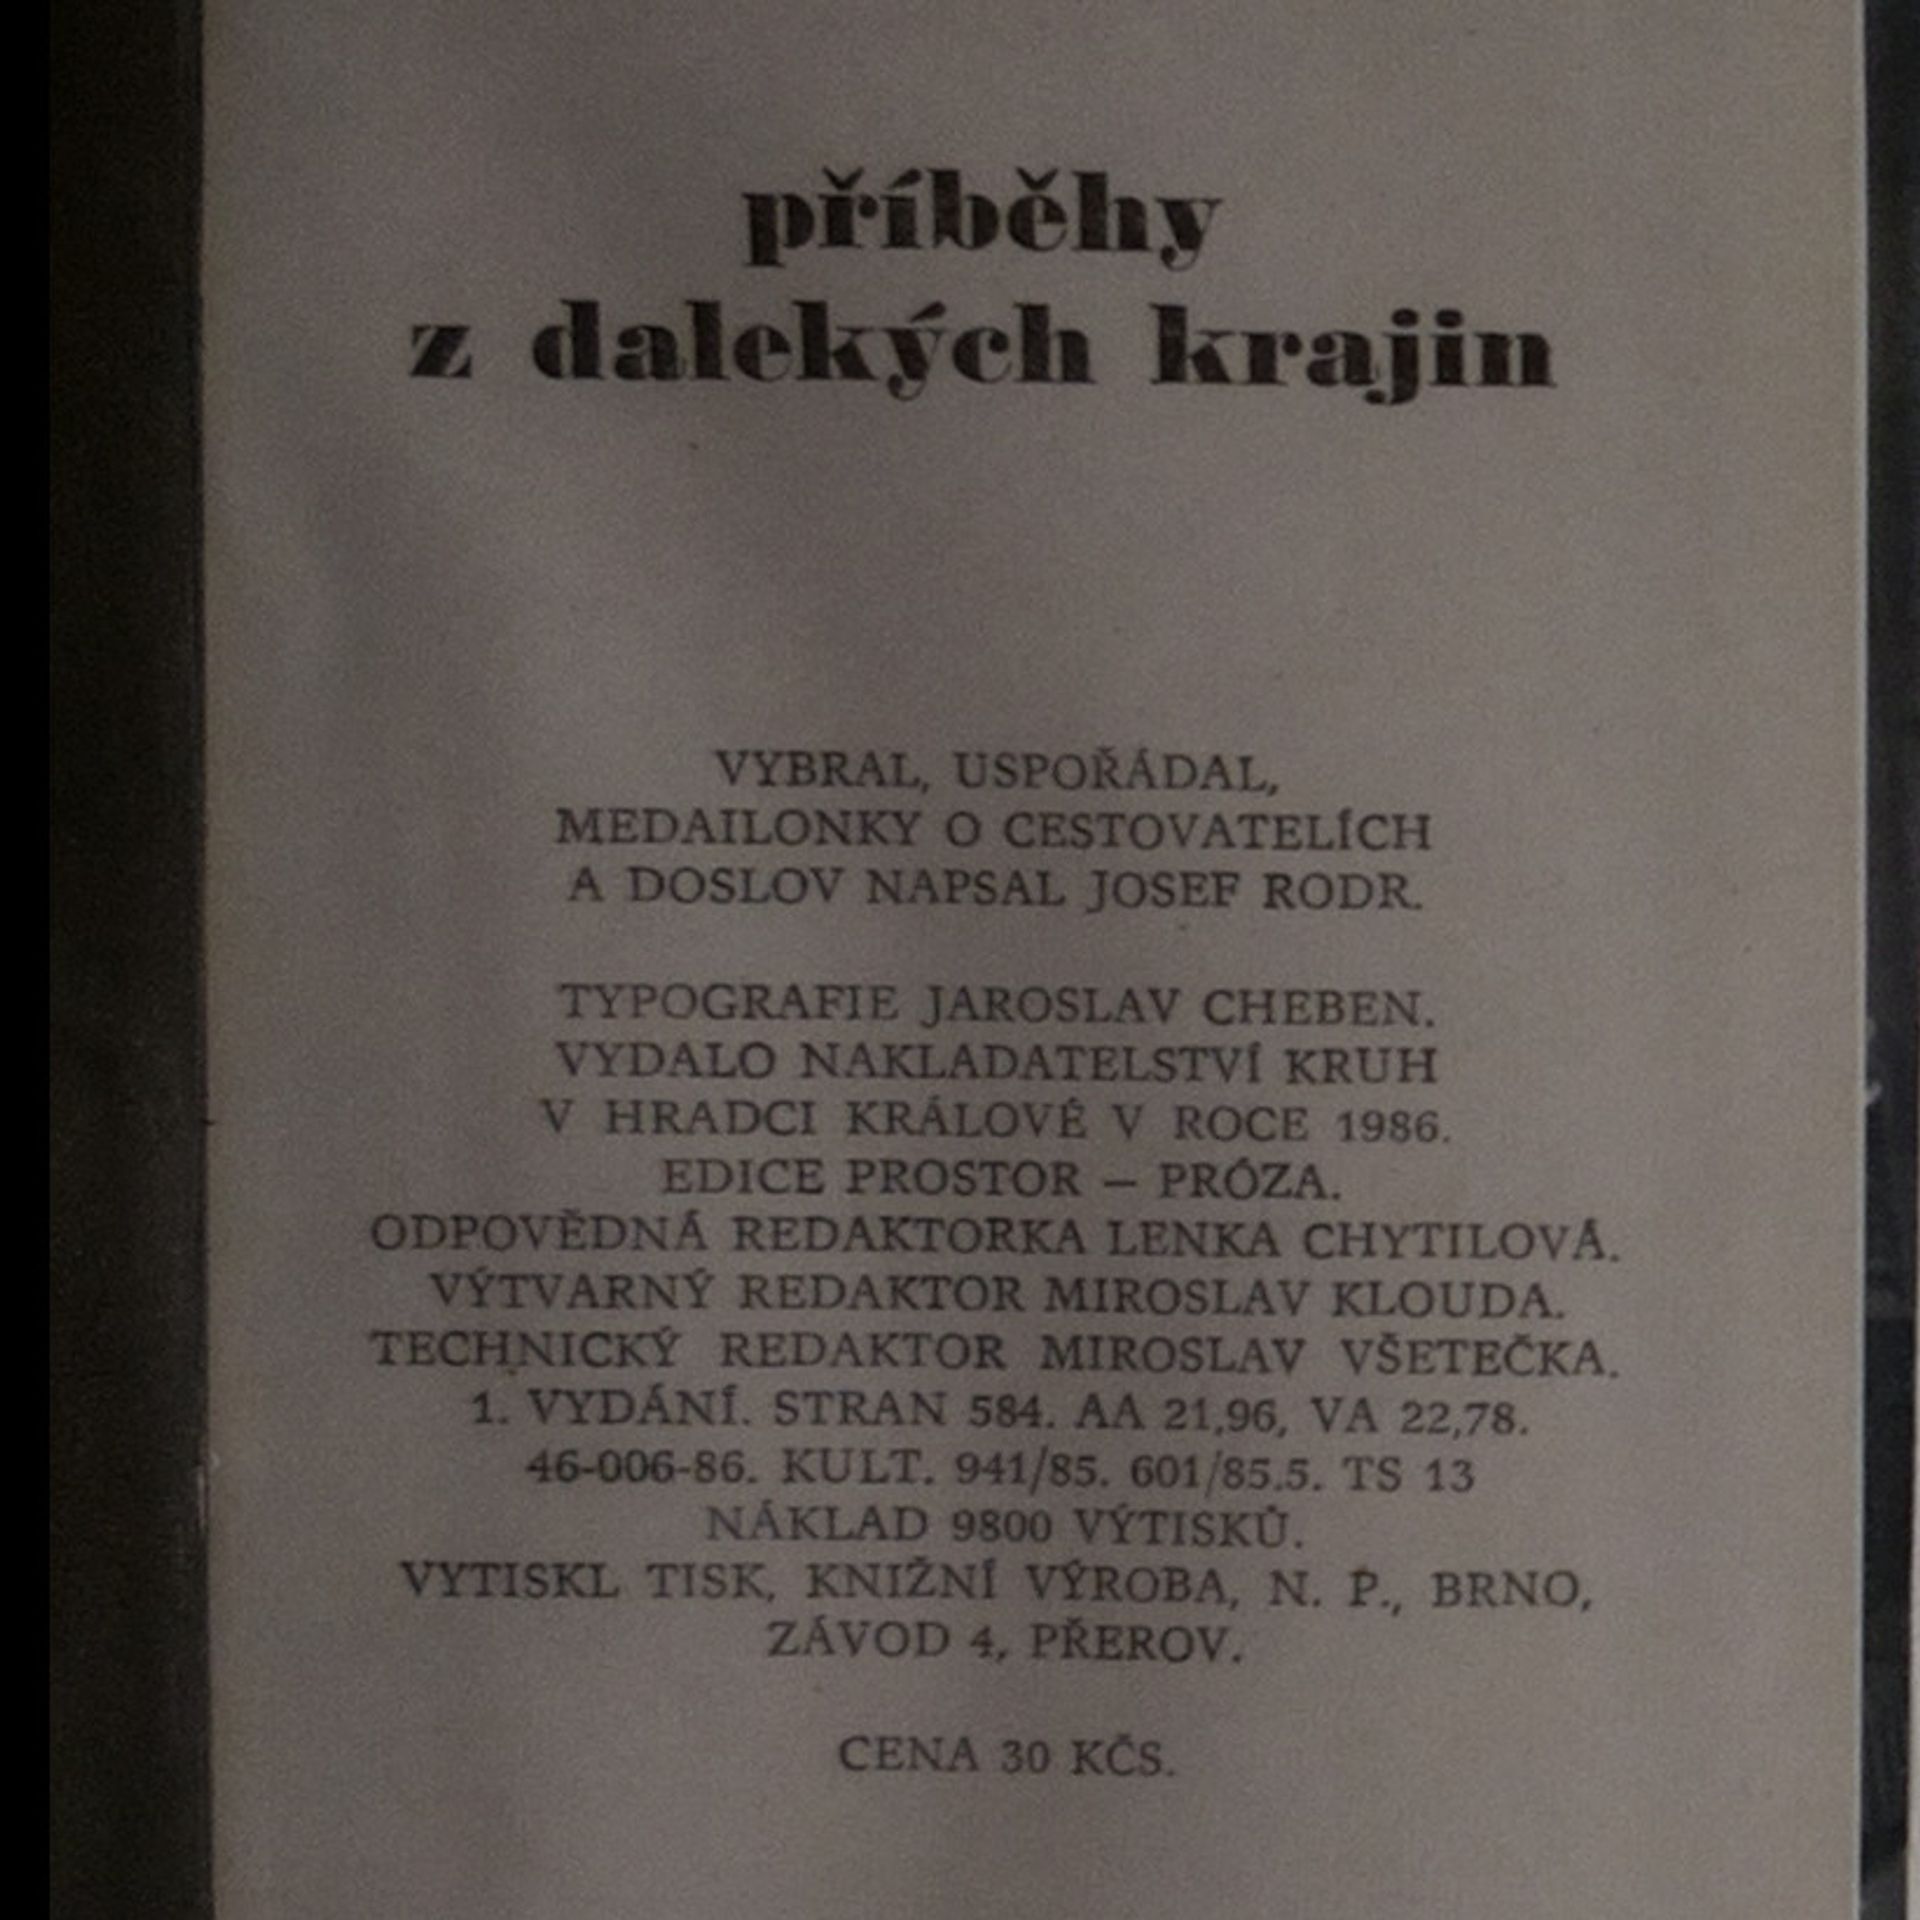 příběhy
z dalekých krajin
VYBRAL, USPOŘÁDAL,
MEDAILONKY O CESTOVATELÍCH
A DOSLOV NAPSAL JOSEF RODR.
TYPOGRAFIE JAROSLAV CHEBEN.
VYDALO NAKLADATELSTVÍ KRUH
V HRADCI KRÁLOVÉ V ROCE 1986.
EDICE PROSTOR – PRÓZA.
ODPOVĚDNÁ REDAKTORKA LENKA CHYTILOVÁ.
VÝTVARNÝ REDAKTOR MIROSLAV KLOUDA.
TECHNICKÝ REDAKTOR MIROSLAV VŠETEČKA.
1. VYDÁNÍ. STRAN 584. AA 21,96, VA 22,78.
46-006-86. KULT. 941/85. 601/85.5. TS 13
NÁKLAD 9800 VÝTISKŮ.
VYTISKL TISK, KNIŽNÍ VÝROBA, N. P., BRNO,
ZÁVOD 4, PŘEROV.
CENA 30 KČS.